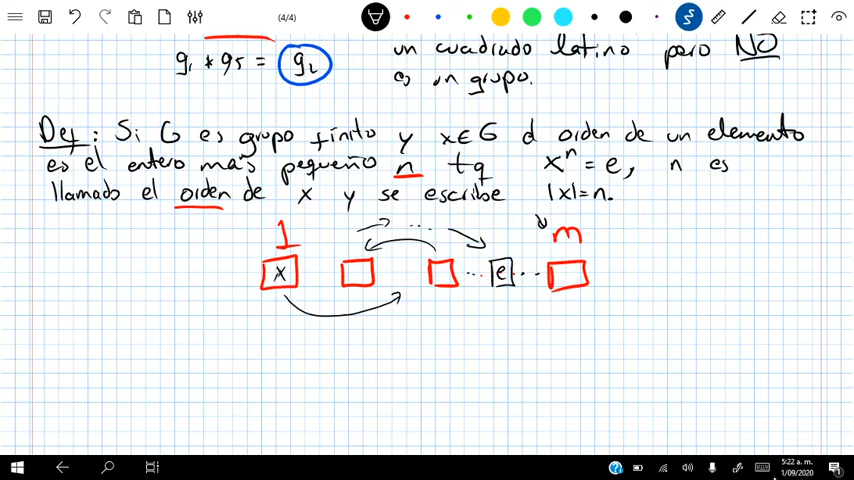 (4/4)
un cuadrado latino pero NO
g₁ * g₅ = g₂ es un grupo.
Def: Si G es grupo finito y x∈G el orden de un elemento
es el entero más pequeño n tq xⁿ = e, n es
llamado el orden de x y se escribe |x|=n.
1 ... m
x ... e ...
5:22 a. m.
1/09/2020